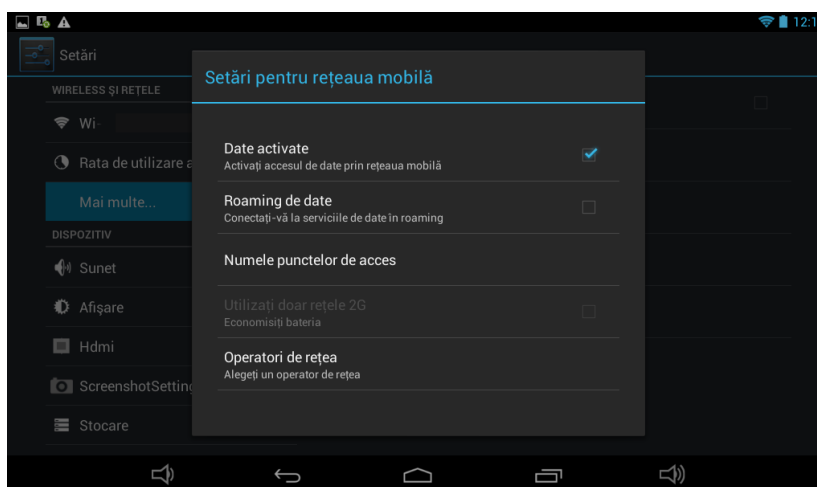 12:1
Setări
Setări pentru rețeaua mobilă
WIRELESS ȘI REȚELE
Wi-
Rata de utilizare a
Mai multe...
DISPOZITIV
Sunet
Afișare
Hdmi
ScreenshotSetting
Stocare
Date activate
Activați accesul de date prin rețeaua mobilă
Roaming de date
Conectați-vă la serviciile de date în roaming
Numele punctelor de acces
Utilizați doar rețele 2G
Economisiți bateria
Operatori de rețea
Alegeți un operator de rețea